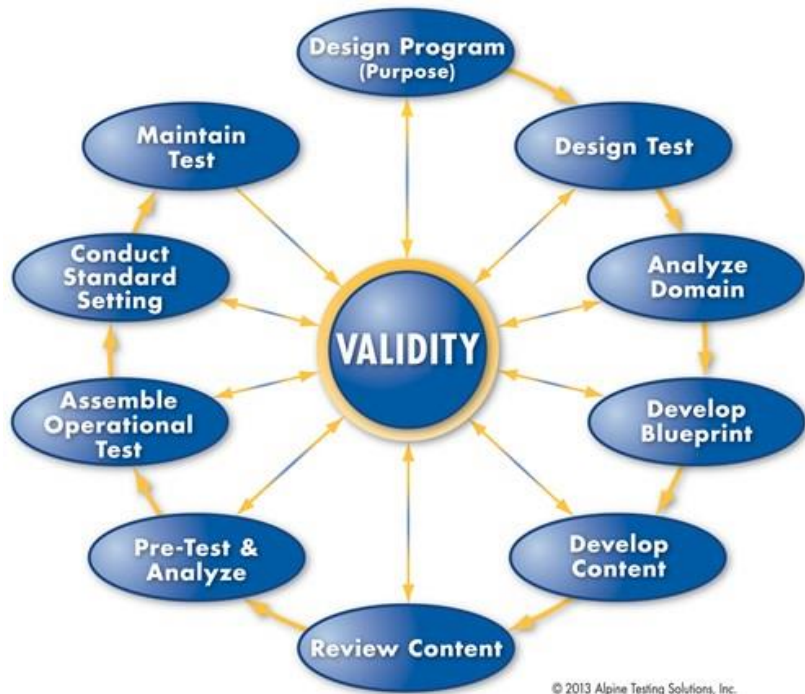 Design Program
(Purpose)
Design Test
Analyze
Domain
Develop
Blueprint
Develop
Content
Review Content
Pre-Test &
Analyze
Assemble
Operational
Test
Conduct
Standard
Setting
Maintain
Test
VALIDITY
© 2013 Alpine Testing Solutions, Inc.